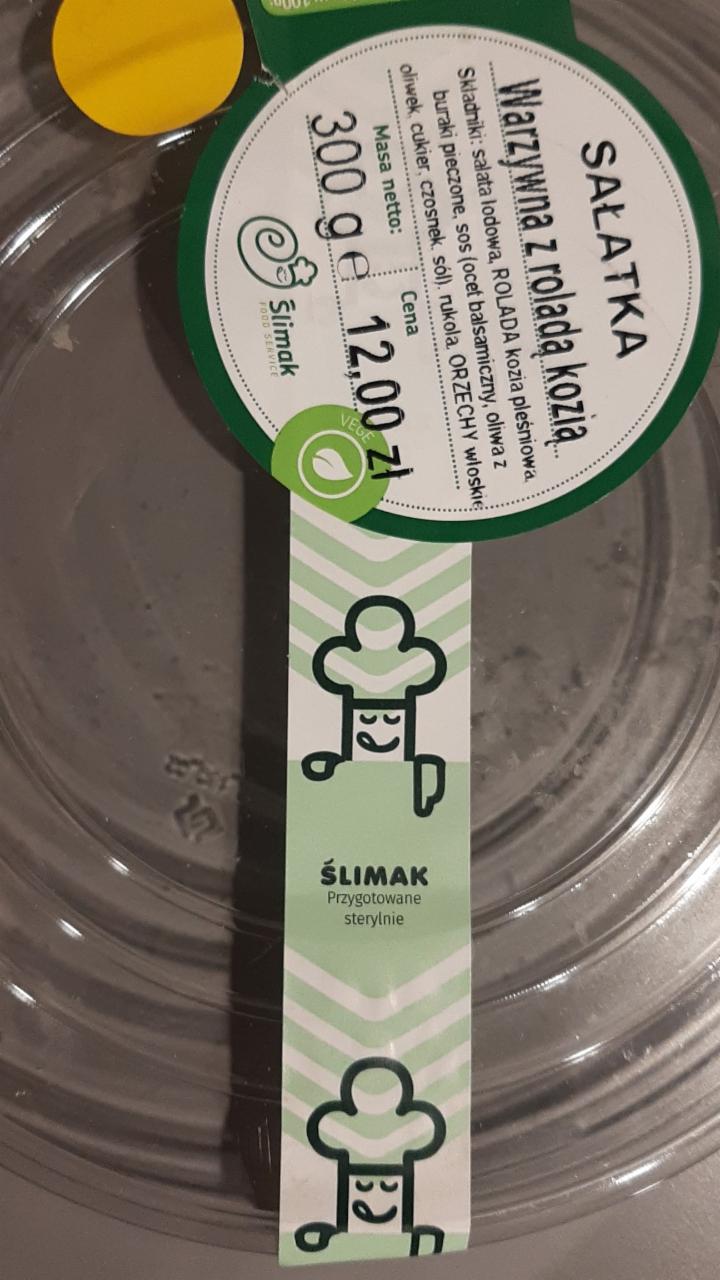 SAŁATKA
Warzywna z roladą kozią
Składniki: sałata lodowa, ROLADA kozia pleśniowa,
buraki pieczone, sos (ocet balsamiczny, oliwa z
oliwek, cukier, czosnek, sól), rukola, ORZECHY włoskie
Masa netto:
Cena
300 g e
12,00 zł
Ślimak
FOOD SERVICE
VEGE
ŚLIMAK
Przygotowane
sterylnie